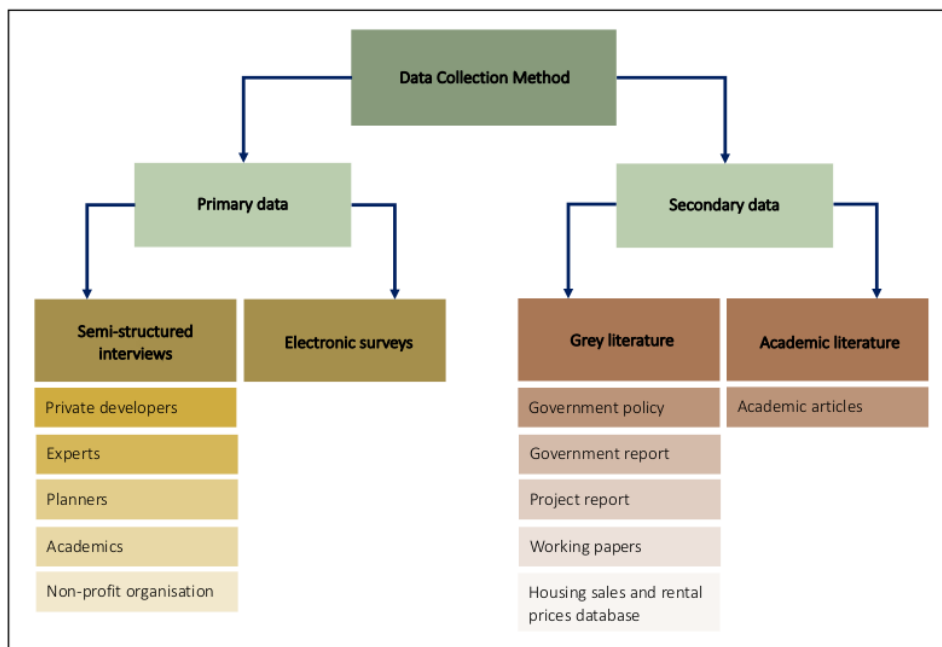 Data Collection Method
Primary data
Secondary data
Semi-structured
interviews
Electronic surveys
Grey literature
Academic literature
Private developers
Experts
Planners
Academics
Non-profit organisation
Government policy
Government report
Project report
Working papers
Housing sales and rental
prices database
Academic articles